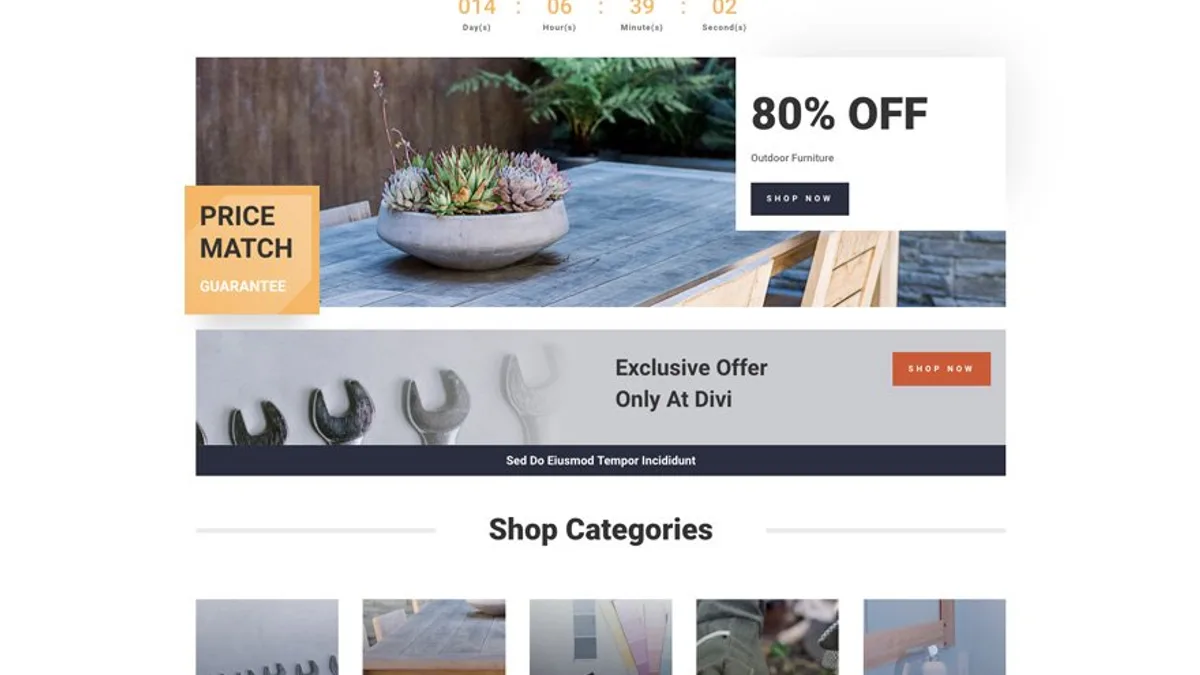 014 : 06 : 39 : 02
Day(s) Hour(s) Minute(s) Second(s)
80% OFF
Outdoor Furniture
SHOP NOW
PRICE
MATCH
GUARANTEE
Exclusive Offer
Only At Divi
SHOP NOW
Sed Do Eiusmod Tempor Incididunt
Shop Categories